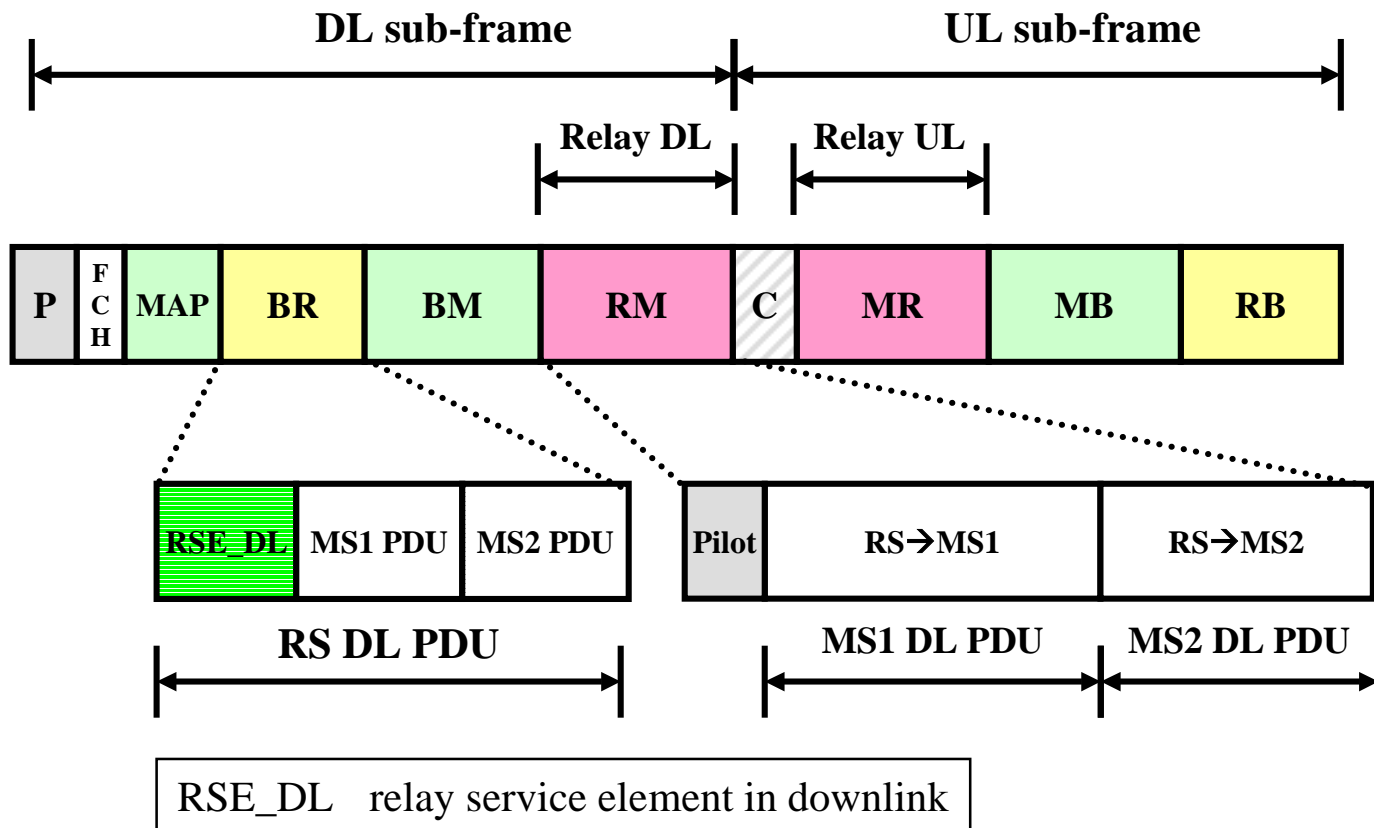 DL sub-frame UL sub-frame
Relay DL Relay UL
P FCH MAP BR BM RM C MR MB RB
RSE_DL MS1 PDU MS2 PDU Pilot RS→MS1 RS→MS2
RS DL PDU MS1 DL PDU MS2 DL PDU
RSE_DL relay service element in downlink